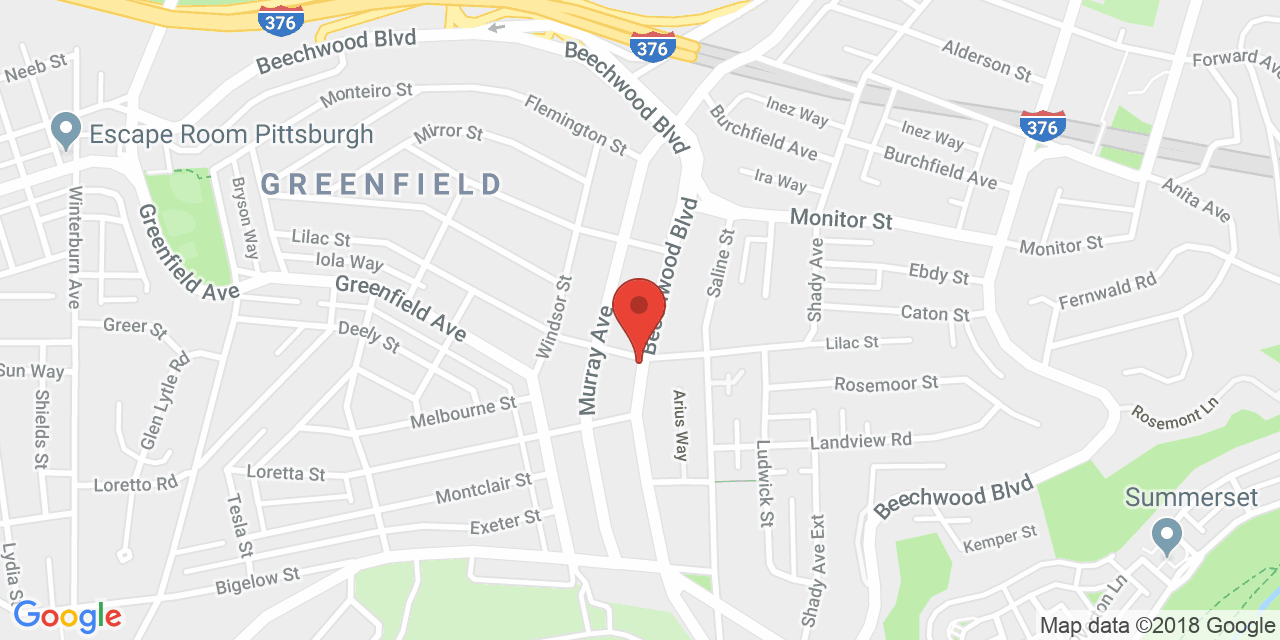 376
Beechwood Blvd
376
Beechwood Blvd
Alderson St
Forward Ave
Neeb St
Monteiro St
Flemington St
Inez Way
Burchfield Ave
Inez Way
376
Escape Room Pittsburgh
Mirror St
Burchfield Ave
Ira Way
Anita Ave
GREENFIELD
Bryson Way
Winterburn Ave
Greenfield Ave
Beechwood Blvd
Monitor St
Monitor St
Lilac St
Iola Way
Saline St
Shady Ave
Ebdy St
Fernwald Rd
Greenfield Ave
Windsor St
Murray Ave
Caton St
Greer St
Deely St
Lilac St
Sun Way
Glen Lytle Rd
Rosemoor St
Shields St
Melbourne St
Arius Way
Rosemont Ln
Landview Rd
Loretto Rd
Loretta St
Ludwick St
Montclair St
Beechwood Blvd
Summerset
Tesla St
Exeter St
Kemper St
Lydia St
Bigelow St
Shady Ave Ext
Google
Map data ©2018 Google